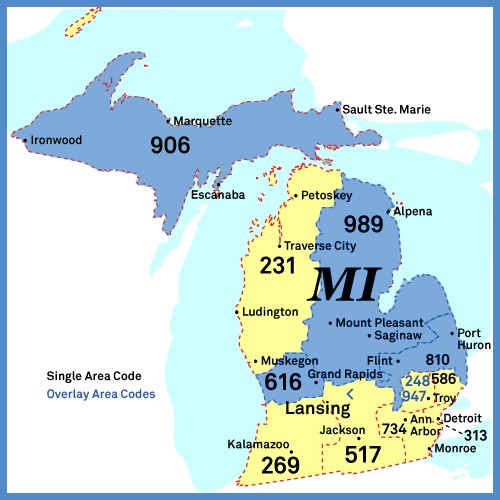 Sault Ste. Marie
Marquette
Ironwood
906
Escanaba
Petoskey
989
Alpena
Traverse City
231
MI
Ludington
Mount Pleasant
Saginaw
Port
Huron
Muskegon
Flint
810
Grand Rapids
616
248
586
Single Area Code
Overlay Area Codes
947
Troy
Lansing
Ann
Arbor
Detroit
734
313
Jackson
Kalamazoo
517
Monroe
269